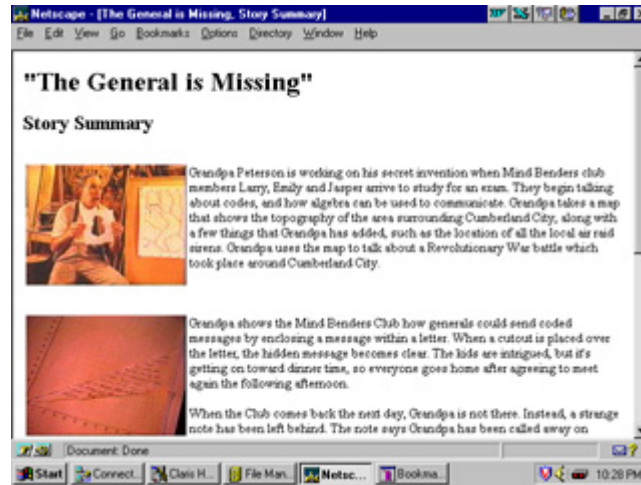 Netscape - [The General is Missing, Story Summary]
File Edit View Go Bookmarks Options Directory Window Help
"The General is Missing"
Story Summary
Grandpa Peterson is working on his secret invention when Mind Benders club
members Larry, Emily and Jasper arrive to study for an exam. They begin talking
about codes, and how algebra can be used to communicate. Grandpa takes a map
that shows the topography of the area surrounding Cumberland City, along with
a few things that Grandpa has added, such as the location of all the local air raid
sirens. Grandpa uses the map to talk about a Revolutionary War battle which
took place around Cumberland City.
Grandpa shows the Mind Benders Club how generals could send coded
messages by enclosing a message within a letter. When a cutout is placed over
the letter, the hidden message becomes clear. The kids are intrigued, but it's
getting on toward dinner time, so everyone goes home after agreeing to meet
again the following afternoon.
When the Club comes back the next day, Grandpa is not there. Instead, a strange
note has been left behind. The note says Grandpa has been called away on
Document: Done
Start Connect... Claris H... File Man... Netsc... Bookma... 10:28 PM